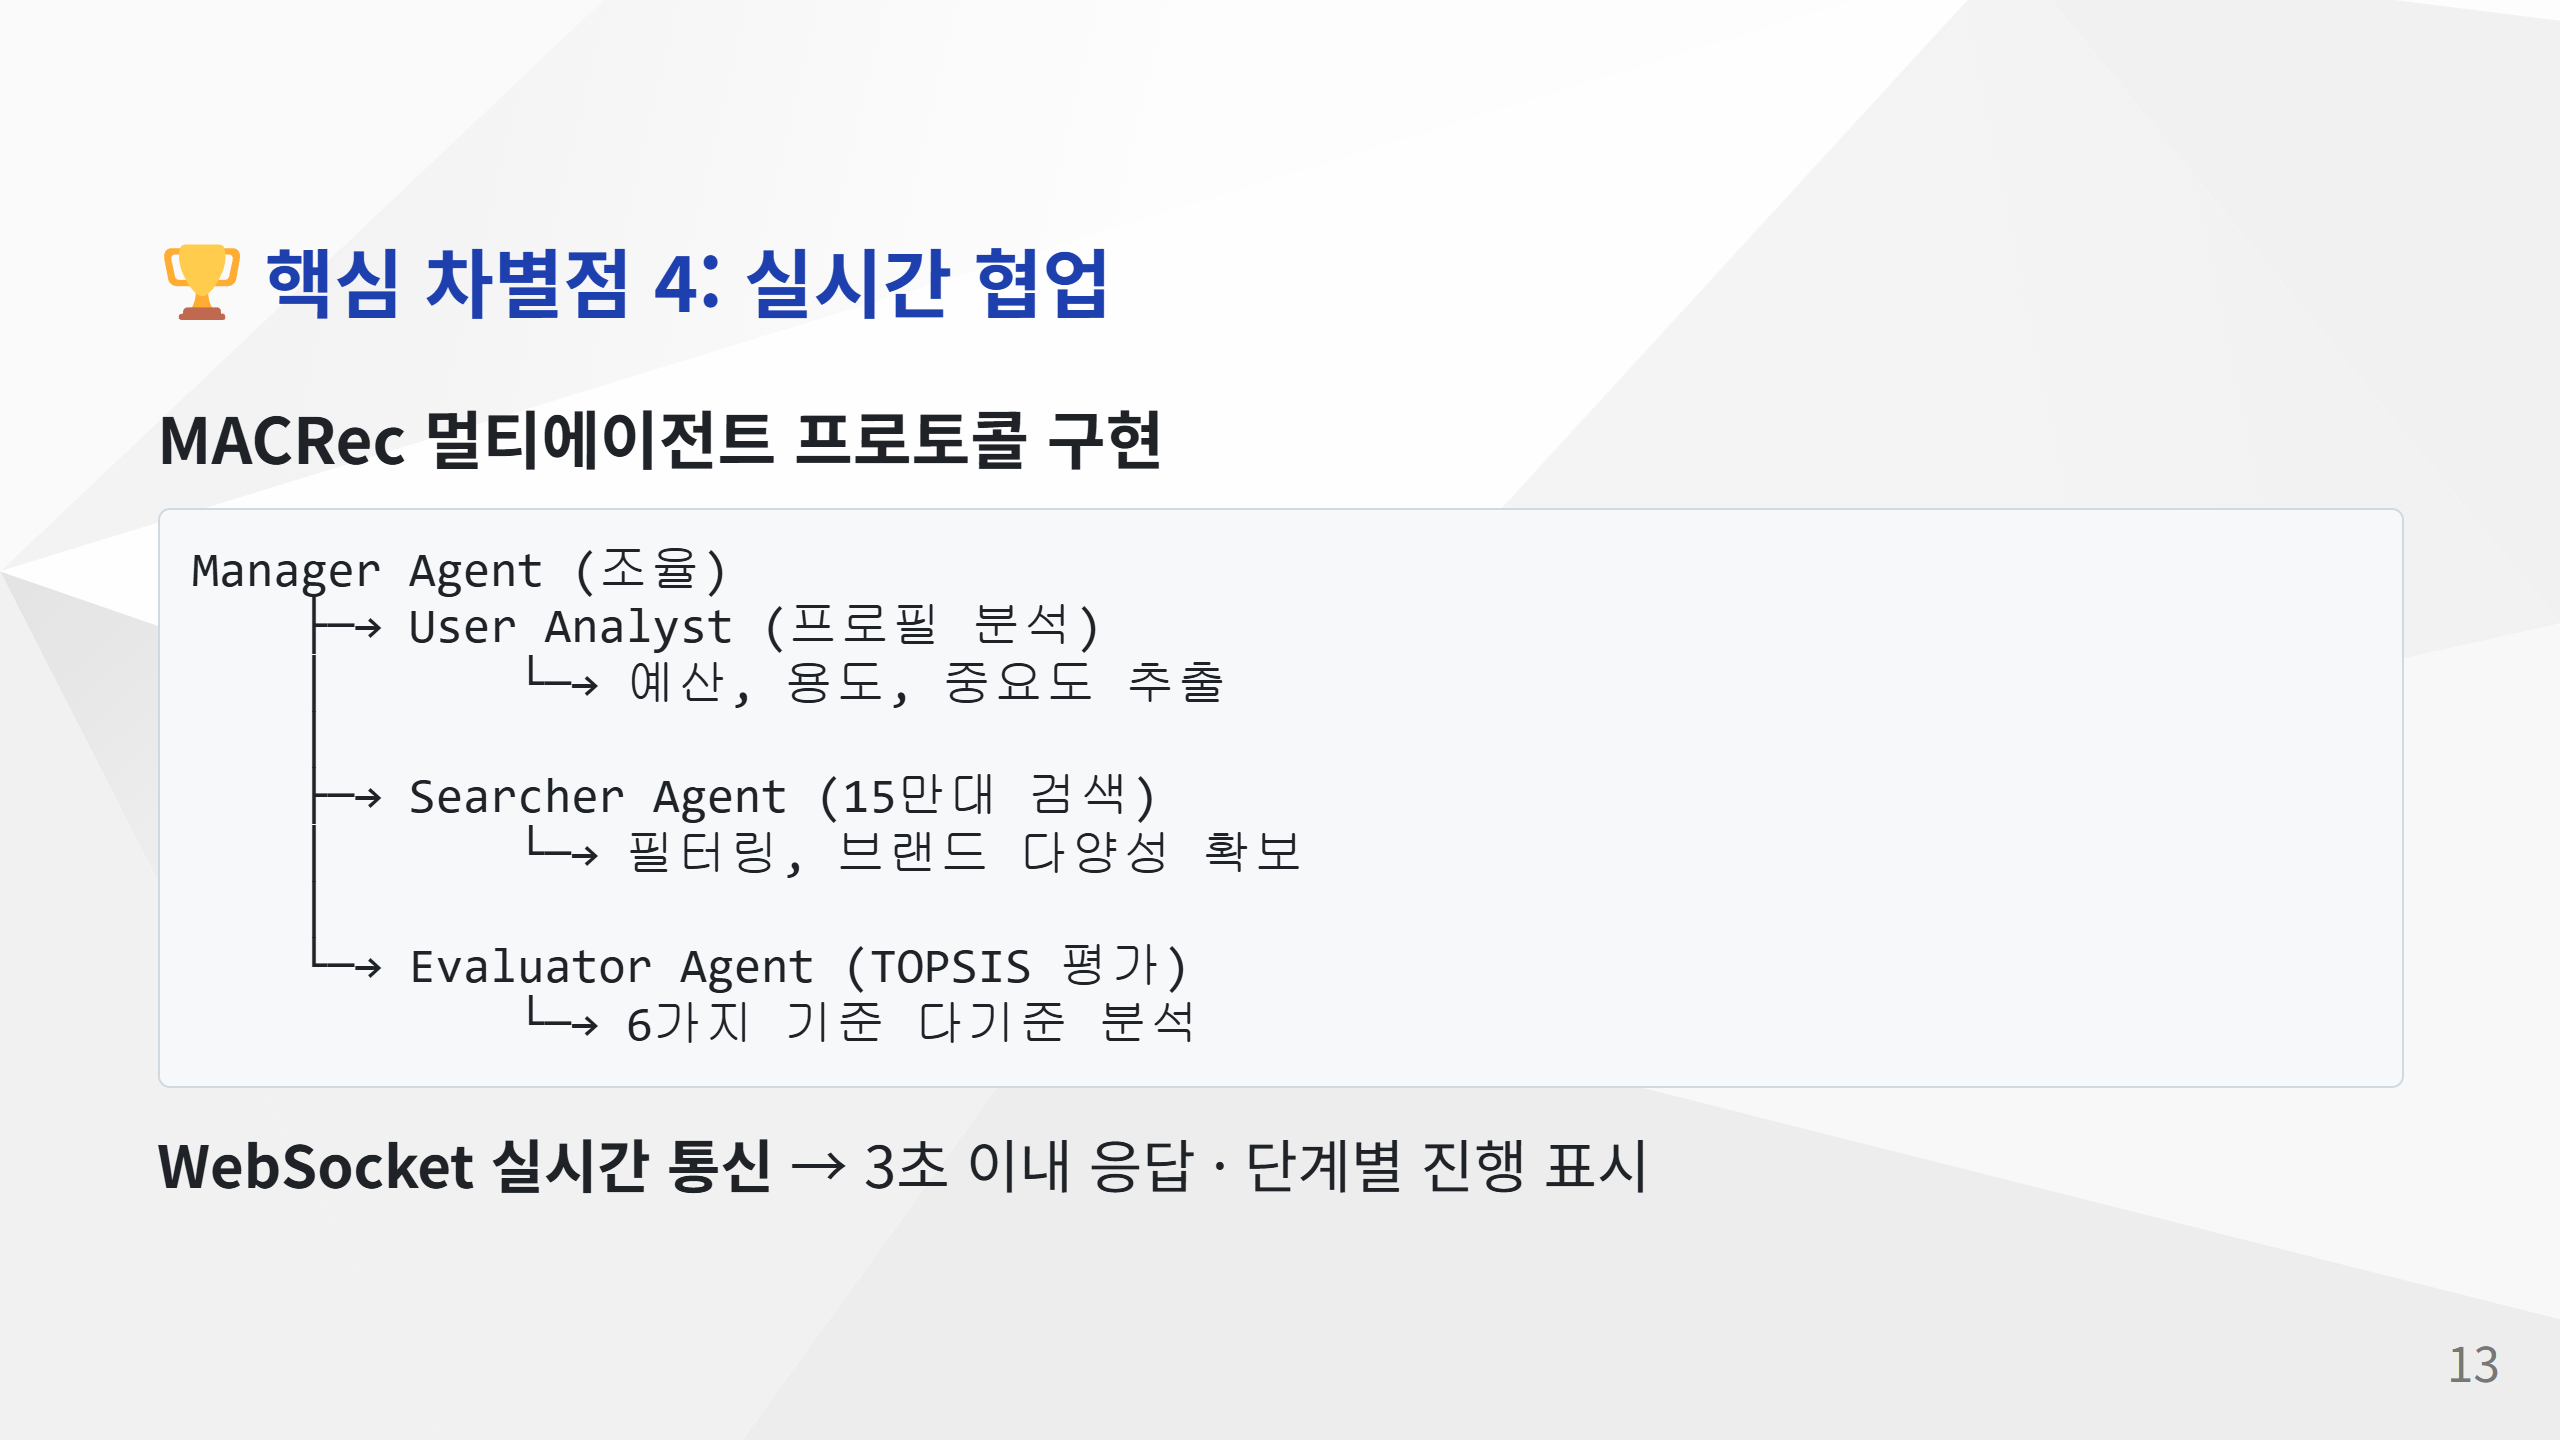 🏆 핵심 차별점 4: 실시간 협업
MACRec 멀티에이전트 프로토콜 구현
Manager Agent (조율)
├─→ User Analyst (프로필 분석)
│       └─→ 예산, 용도, 중요도 추출
│
├─→ Searcher Agent (15만대 검색)
│       └─→ 필터링, 브랜드 다양성 확보
│
└─→ Evaluator Agent (TOPSIS 평가)
        └─→ 6가지 기준 다기준 분석
WebSocket 실시간 통신 → 3초 이내 응답 · 단계별 진행 표시
13